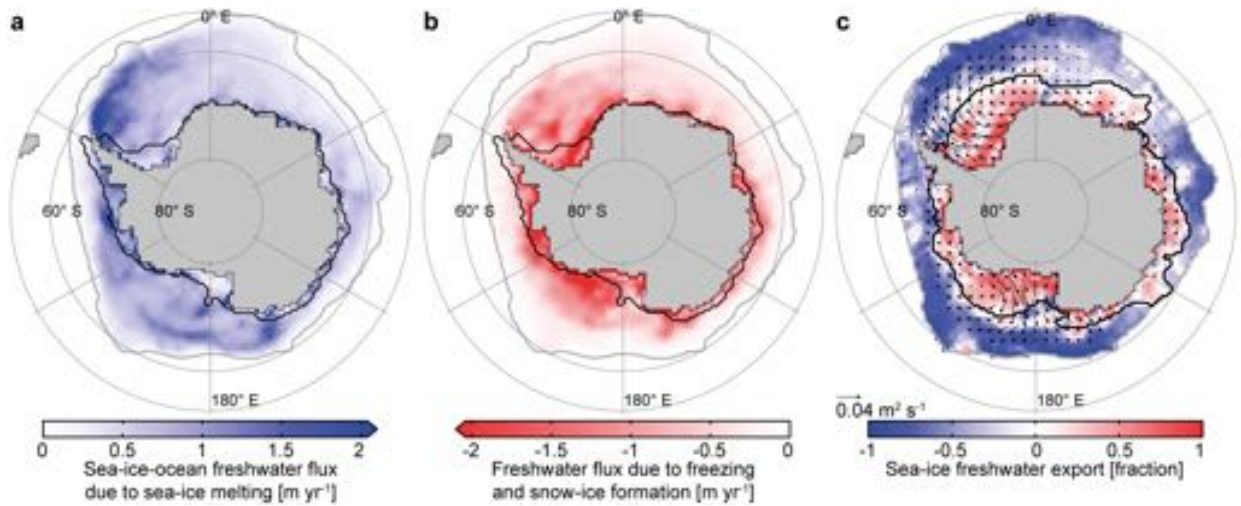 a
0° E
60° S
80° S
180° E
0 0.5 1 1.5 2
Sea-ice-ocean freshwater flux
due to sea-ice melting [m yr⁻¹]
b
0° E
60° S
80° S
180° E
-2 -1.5 -1 -0.5 0
Freshwater flux due to freezing
and snow-ice formation [m yr⁻¹]
c
0° E
60° S
80° S
180° E
0.04 m² s⁻¹
-1 -0.5 0 0.5 1
Sea-ice freshwater export [fraction]